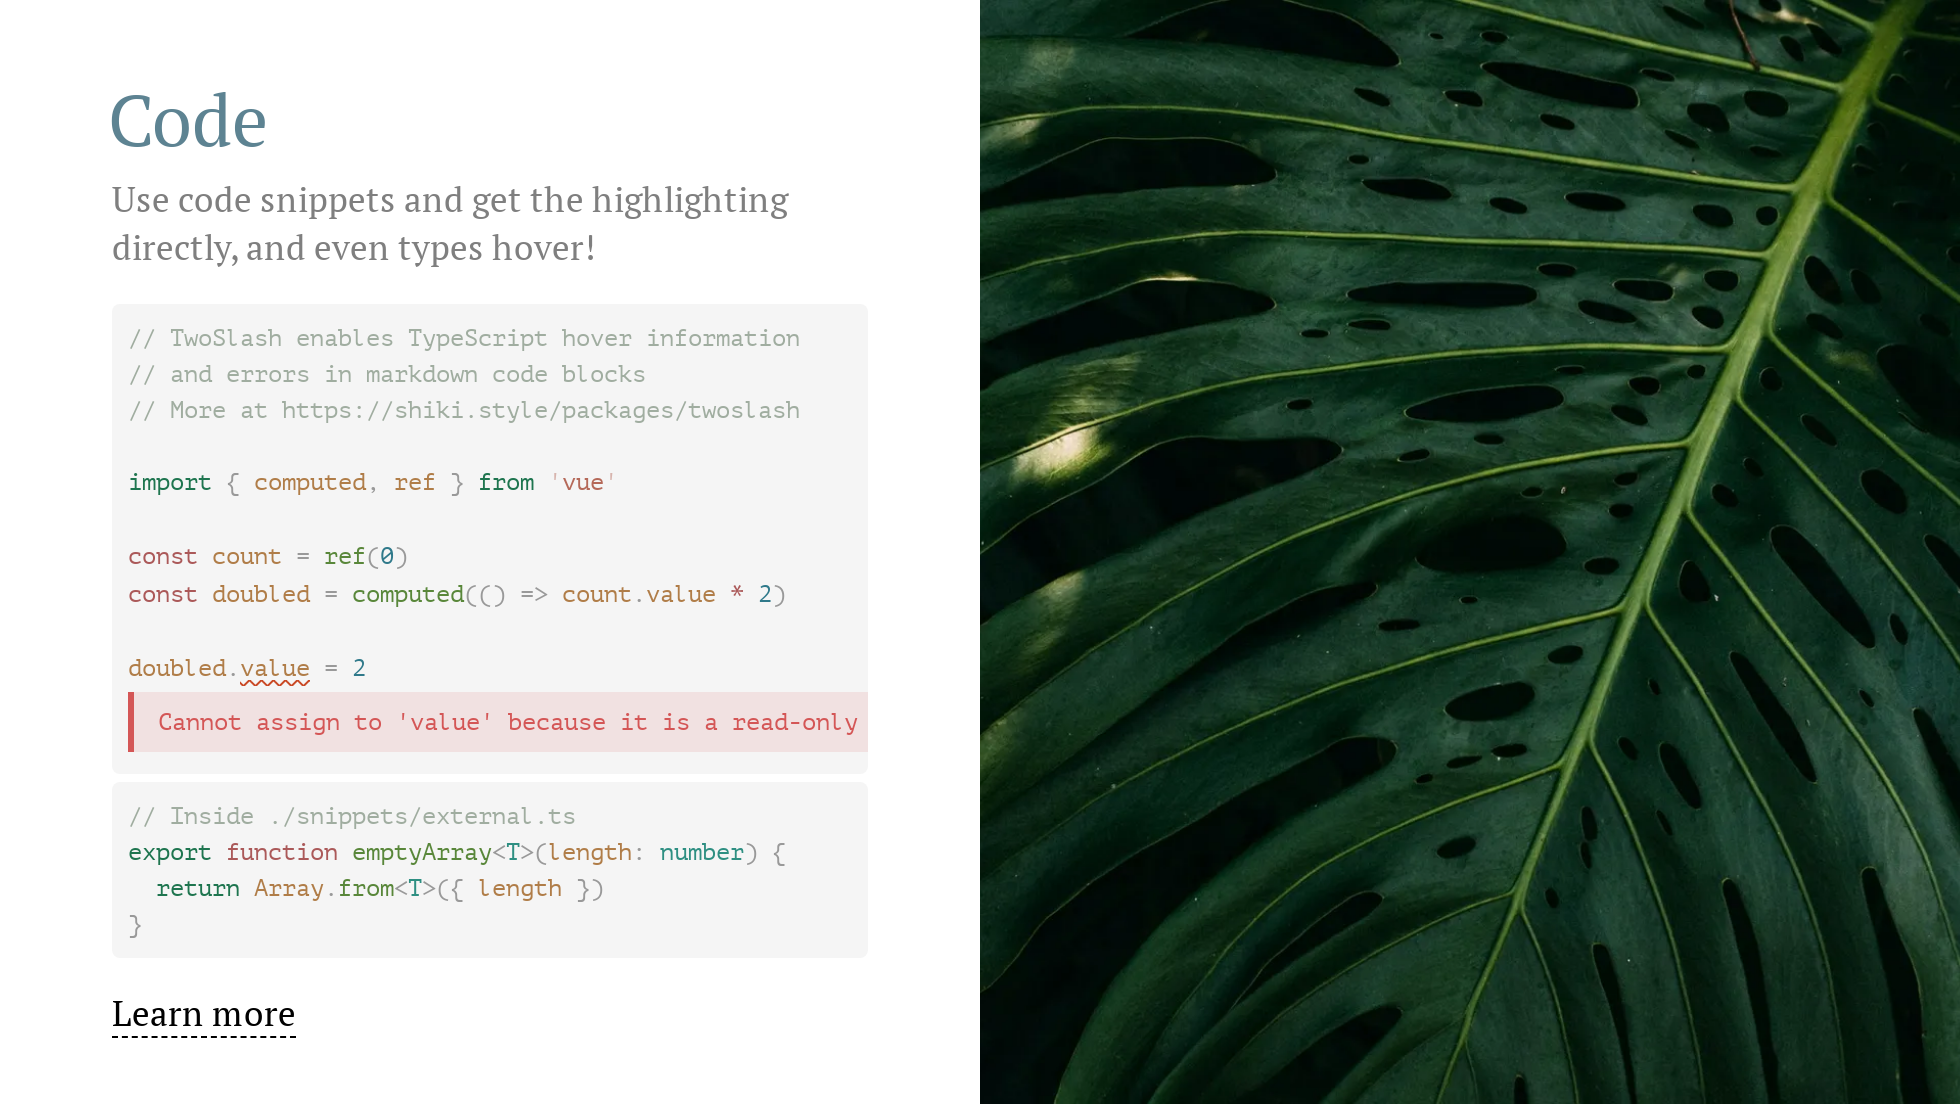 Code
Use code snippets and get the highlighting
directly, and even types hover!
// TwoSlash enables TypeScript hover information
// and errors in markdown code blocks
// More at https://shiki.style/packages/twoslash
import { computed, ref } from 'vue'
const count = ref(0)
const doubled = computed(() => count.value * 2)
doubled.value = 2
Cannot assign to 'value' because it is a read-only
// Inside ./snippets/external.ts
export function emptyArray<T>(length: number) {
  return Array.from<T>({ length })
}
Learn more